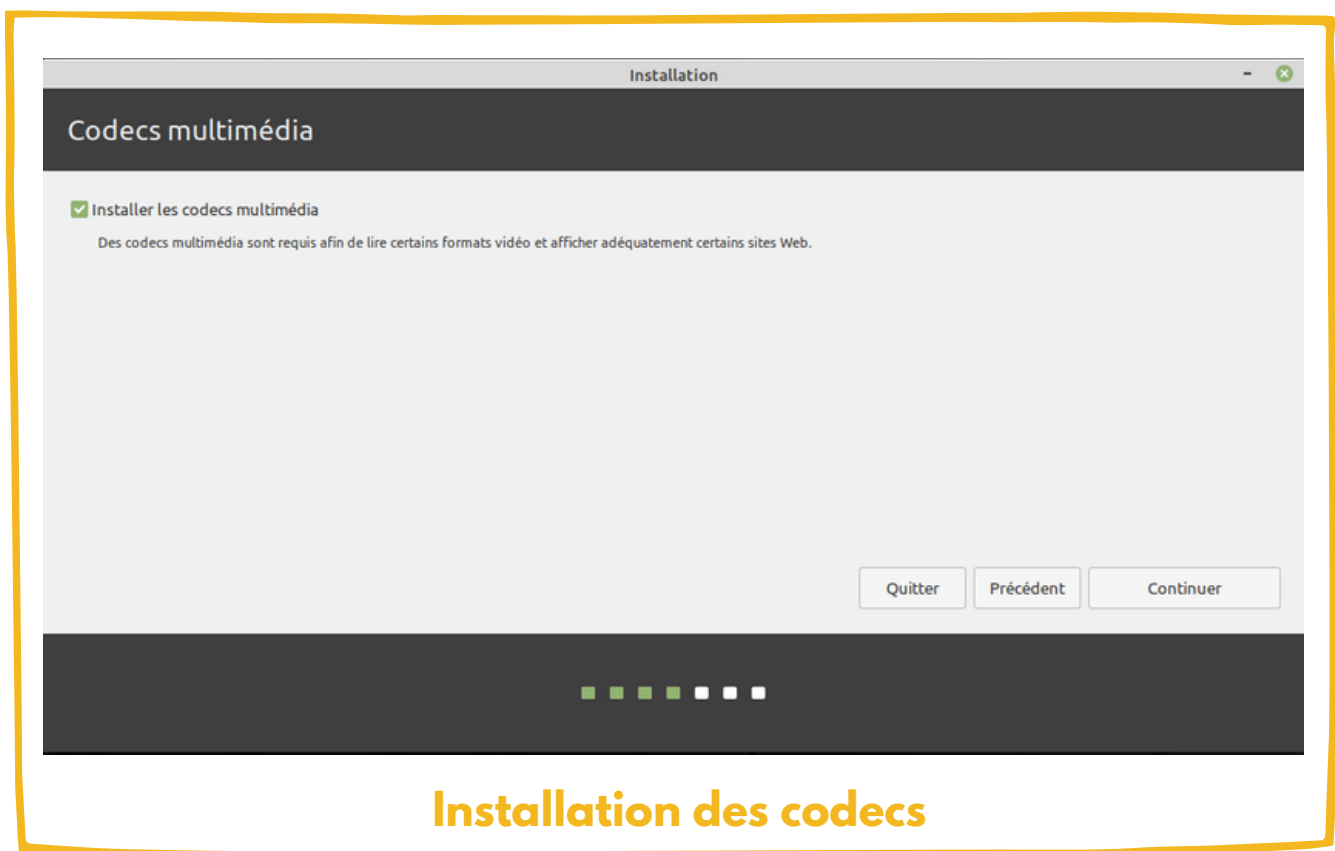 Installation
Codecs multimédia
Installer les codecs multimédia
Des codecs multimédia sont requis afin de lire certains formats vidéo et afficher adéquatement certains sites Web.
Quitter Précédent Continuer
Installation des codecs